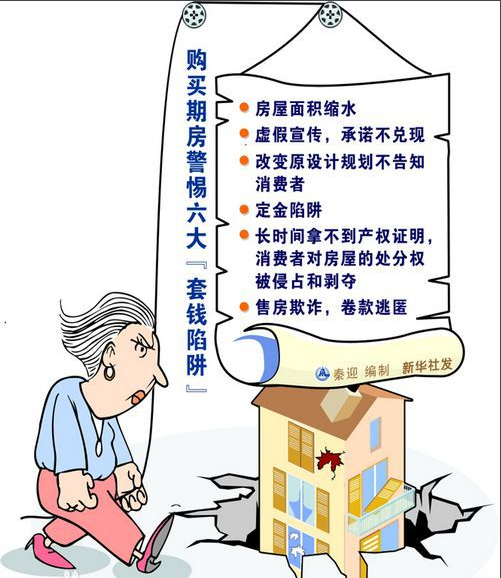 购买期房警惕六大『套钱陷阱』
房屋面积缩水
虚假宣传，承诺不兑现
改变原设计规划不告知
消费者
定金陷阱
长时间拿不到产权证明，
消费者对房屋的处分权
被侵占和剥夺
售房欺诈，卷款逃匿
秦迎 编制 新华社发